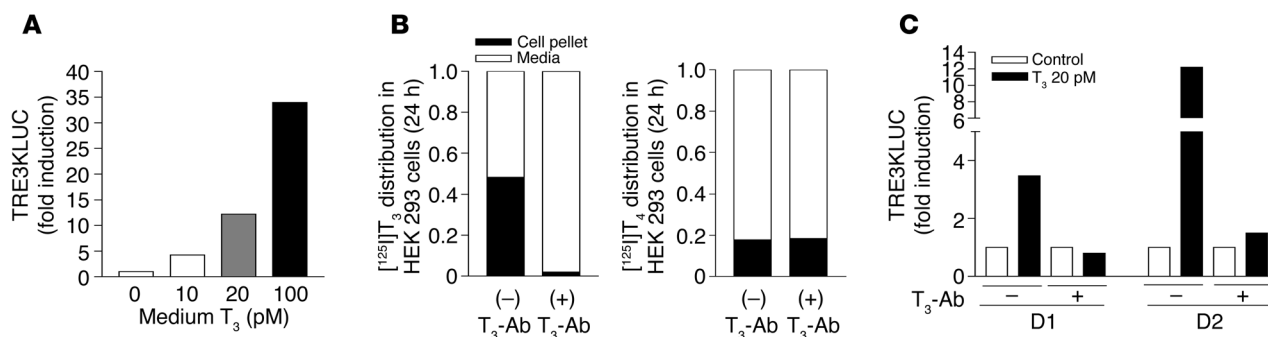 A
TRE3KLUC
(fold induction)
40
35
30
25
20
15
10
5
0
0 10 20 100
Medium T₃ (pM)
B
Cell pellet
Media
[¹²⁵I]T₃ distribution in
HEK 293 cells (24 h)
1.0
0.8
0.6
0.4
0.2
0
(–) (+)
T₃-Ab T₃-Ab
[¹²⁵I]T₄ distribution in
HEK 293 cells (24 h)
1.0
0.8
0.6
0.4
0.2
0
(–) (+)
T₃-Ab T₃-Ab
C
Control
T₃ 20 pM
TRE3KLUC
(fold induction)
14
12
10
8
6
4
2
0
T₃-Ab – + – +
D1 D2